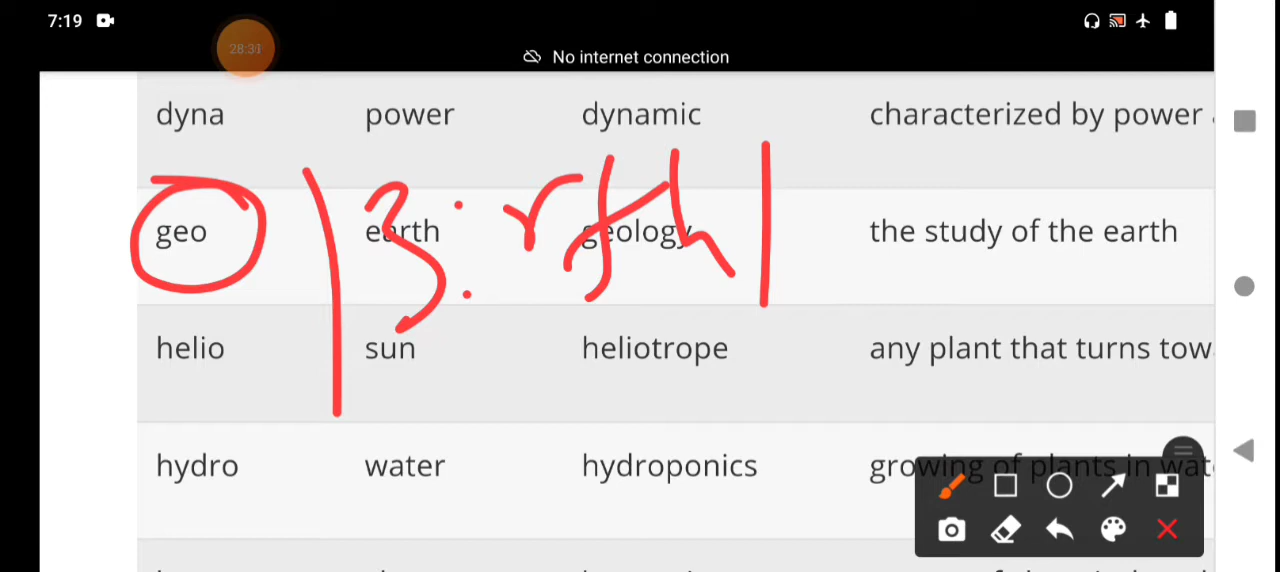 7:19
28:31
No internet connection
dyna power dynamic characterized by power
geo earth geology the study of the earth
helio sun heliotrope any plant that turns tow
hydro water hydroponics growing of plants in wat